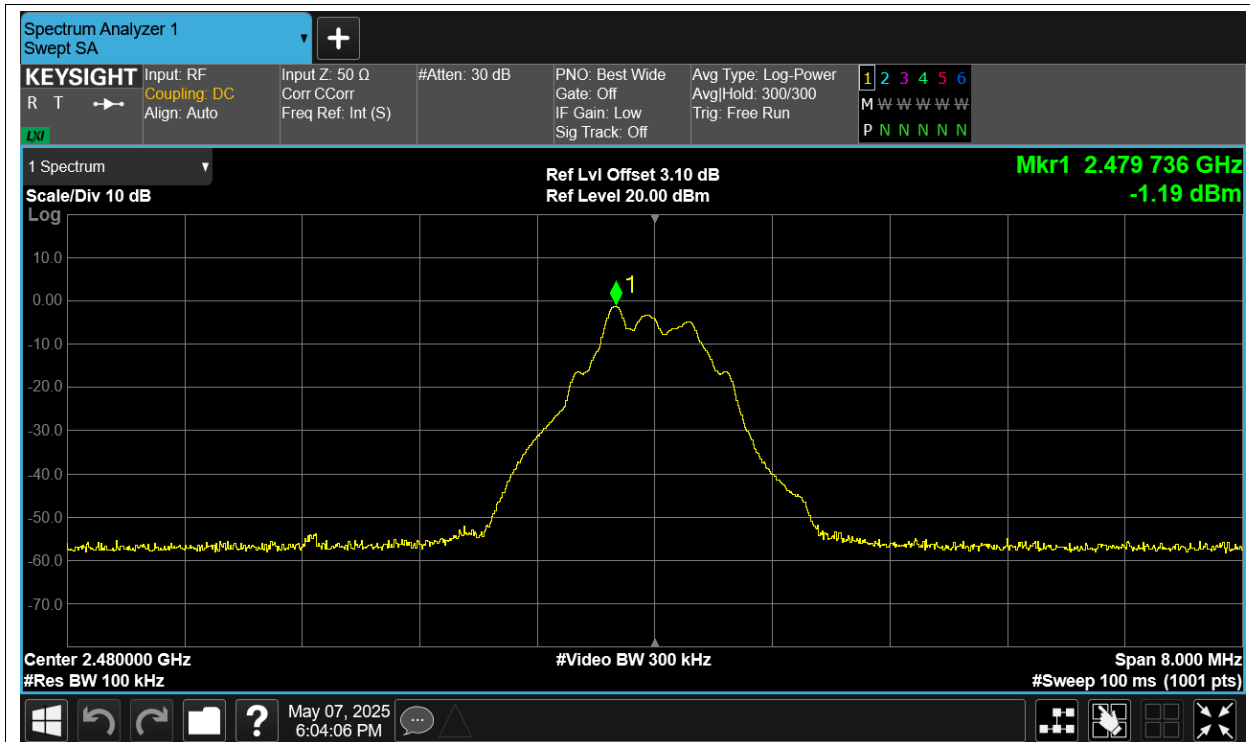 Spectrum Analyzer 1
Swept SA
KEYSIGHT
R T
LXI
Input: RF
Coupling: DC
Align: Auto
Input Z: 50 Ω
Corr CCorr
Freq Ref: Int (S)
#Atten: 30 dB
PNO: Best Wide
Gate: Off
IF Gain: Low
Sig Track: Off
Avg Type: Log-Power
Avg|Hold: 300/300
Trig: Free Run
1 2 3 4 5 6
M W W W W W
P N N N N N
1 Spectrum
Scale/Div 10 dB
Log
Ref Lvl Offset 3.10 dB
Ref Level 20.00 dBm
Mkr1 2.479 736 GHz
-1.19 dBm
1
10.0
0.00
-10.0
-20.0
-30.0
-40.0
-50.0
-60.0
-70.0
Center 2.480000 GHz
#Video BW 300 kHz
Span 8.000 MHz
#Res BW 100 kHz
#Sweep 100 ms (1001 pts)
?
May 07, 2025
6:04:06 PM